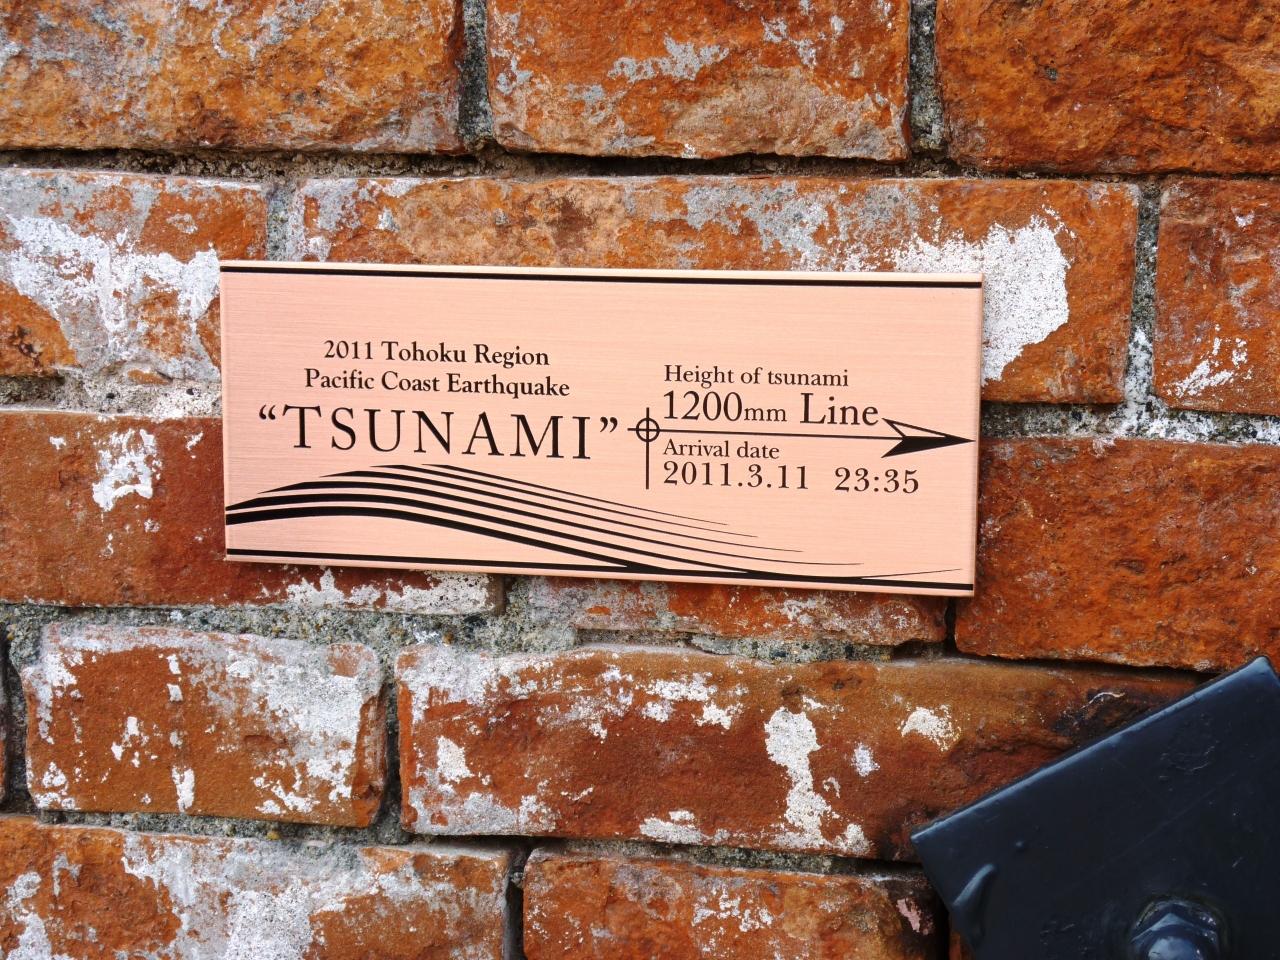 2011 Tohoku Region
Pacific Coast Earthquake
“TSUNAMI”
Height of tsunami
1200mm Line
Arrival date
2011.3.11 23:35